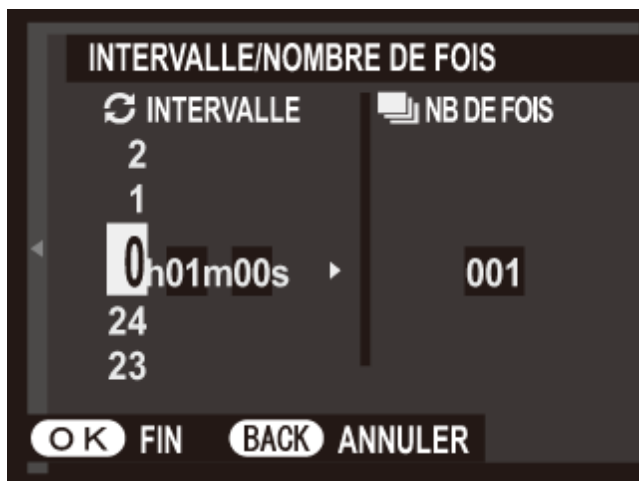 INTERVALLE/NOMBRE DE FOIS
INTERVALLE
NB DE FOIS
2
1
0h01m00s
001
24
23
OK FIN BACK ANNULER